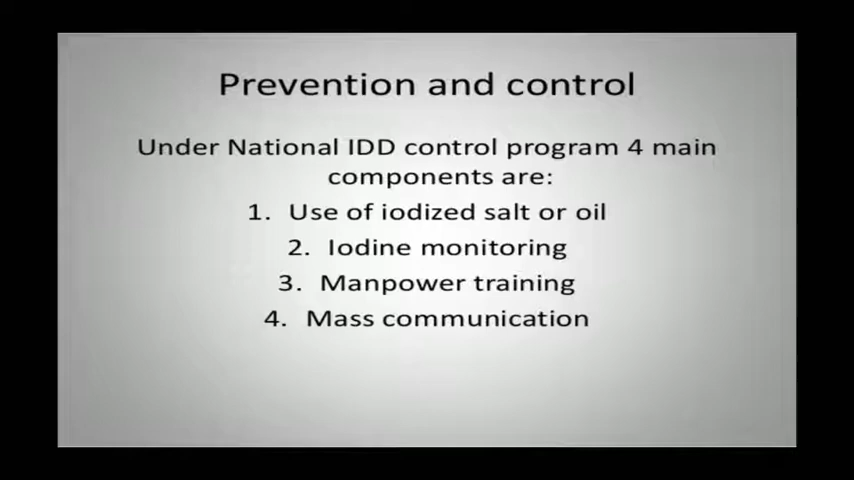 Prevention and control
Under National IDD control program 4 main
components are:
1. Use of iodized salt or oil
2. Iodine monitoring
3. Manpower training
4. Mass communication